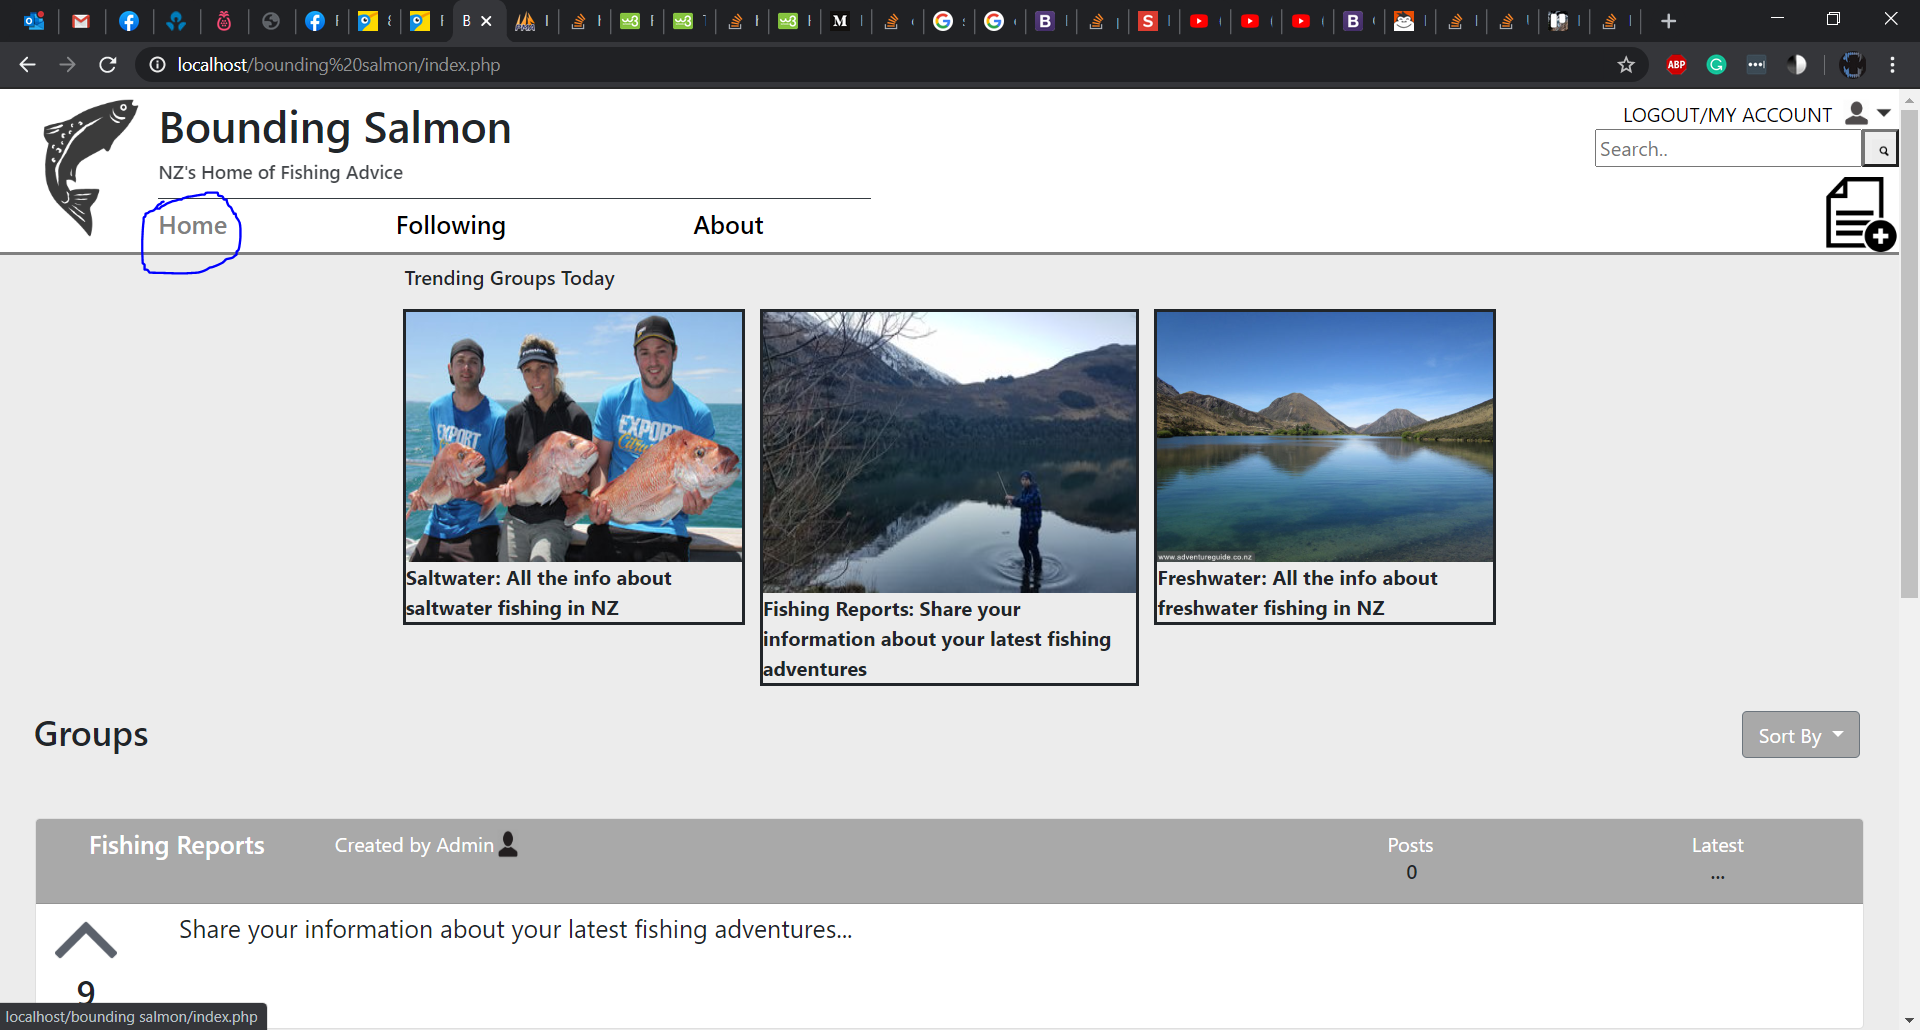 localhost/bounding%20salmon/index.php
ABP
Bounding Salmon
NZ's Home of Fishing Advice
LOGOUT/MY ACCOUNT
Search..
Home
Following
About
Trending Groups Today
EXPORT
Citrus
EXPORT
Citrus
www.adventureguide.co.nz
Saltwater: All the info about
saltwater fishing in NZ
Fishing Reports: Share your
information about your latest fishing
adventures
Freshwater: All the info about
freshwater fishing in NZ
Groups
Sort By
Fishing Reports
Created by Admin
Posts
0
Latest
...
Share your information about your latest fishing adventures...
9
localhost/bounding salmon/index.php